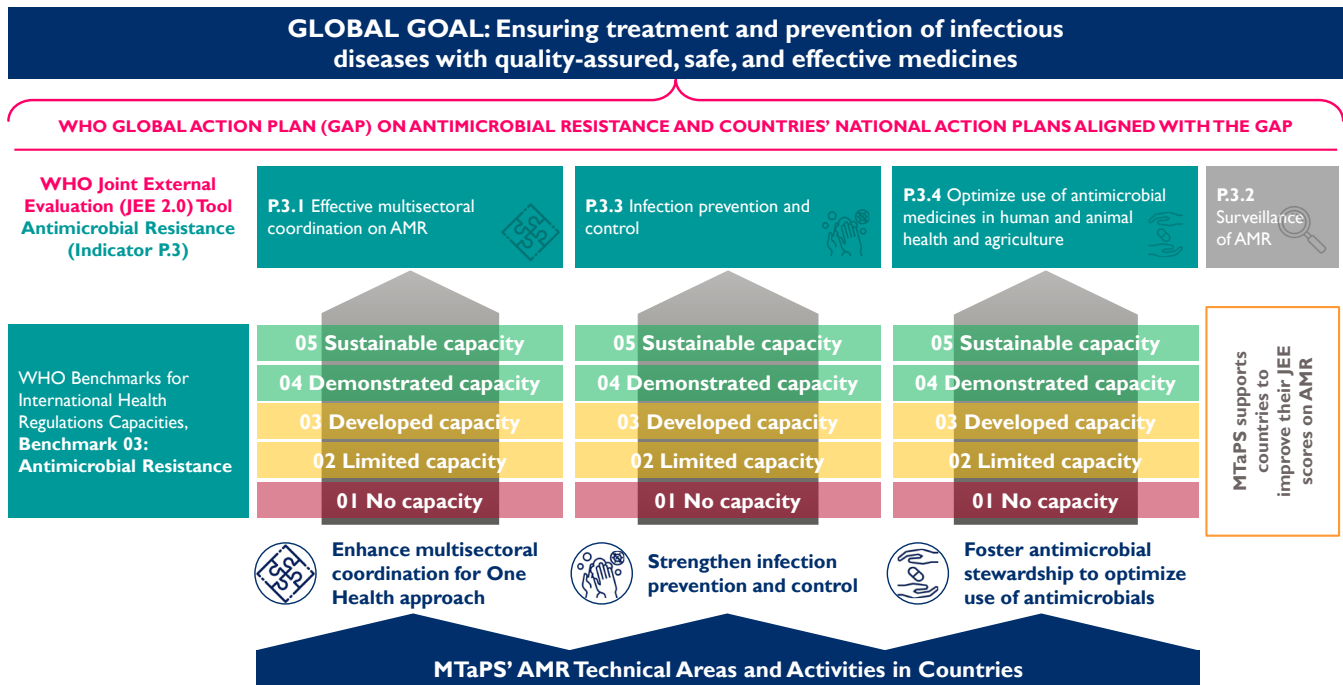 GLOBAL GOAL: Ensuring treatment and prevention of infectious
diseases with quality-assured, safe, and effective medicines
WHO GLOBAL ACTION PLAN (GAP) ON ANTIMICROBIAL RESISTANCE AND COUNTRIES' NATIONAL ACTION PLANS ALIGNED WITH THE GAP
WHO Joint External
Evaluation (JEE 2.0) Tool
Antimicrobial Resistance
(Indicator P.3)
P.3.1 Effective multisectoral
coordination on AMR
P.3.3 Infection prevention and
control
P.3.4 Optimize use of antimicrobial
medicines in human and animal
health and agriculture
P.3.2
Surveillance
of AMR
WHO Benchmarks for
International Health
Regulations Capacities,
Benchmark 03:
Antimicrobial Resistance
05 Sustainable capacity
04 Demonstrated capacity
03 Developed capacity
02 Limited capacity
01 No capacity
05 Sustainable capacity
04 Demonstrated capacity
03 Developed capacity
02 Limited capacity
01 No capacity
05 Sustainable capacity
04 Demonstrated capacity
03 Developed capacity
02 Limited capacity
01 No capacity
MTaPS supports
countries to
improve their JEE
scores on AMR
Enhance multisectoral
coordination for One
Health approach
Strengthen infection
prevention and control
Foster antimicrobial
stewardship to optimize
use of antimicrobials
MTaPS' AMR Technical Areas and Activities in Countries